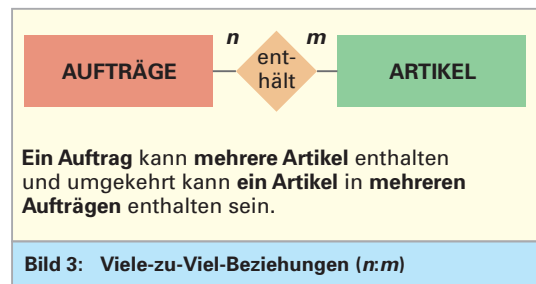 n m
AUFTRÄGE ent- ARTIKEL
hält
Ein Auftrag kann mehrere Artikel enthalten
und umgekehrt kann ein Artikel in mehreren
Aufträgen enthalten sein.
Bild 3: Viele-zu-Viel-Beziehungen (n:m)